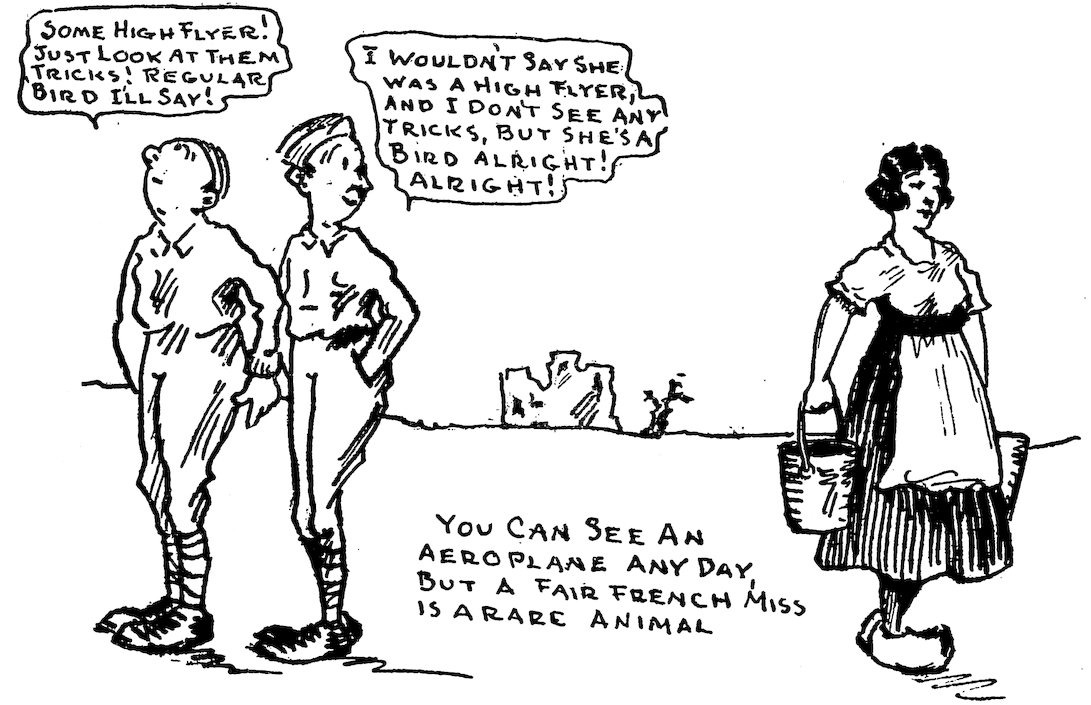 SOME HIGH FLYER!
JUST LOOK AT THEM
TRICKS! REGULAR
BIRD I'LL SAY!
I WOULDN'T SAY SHE
WAS A HIGH FLYER,
AND I DON'T SEE ANY
TRICKS, BUT SHE'S A
BIRD ALRIGHT!
ALRIGHT!
YOU CAN SEE AN
AEROPLANE ANY DAY,
BUT A FAIR FRENCH MISS
IS A RARE ANIMAL